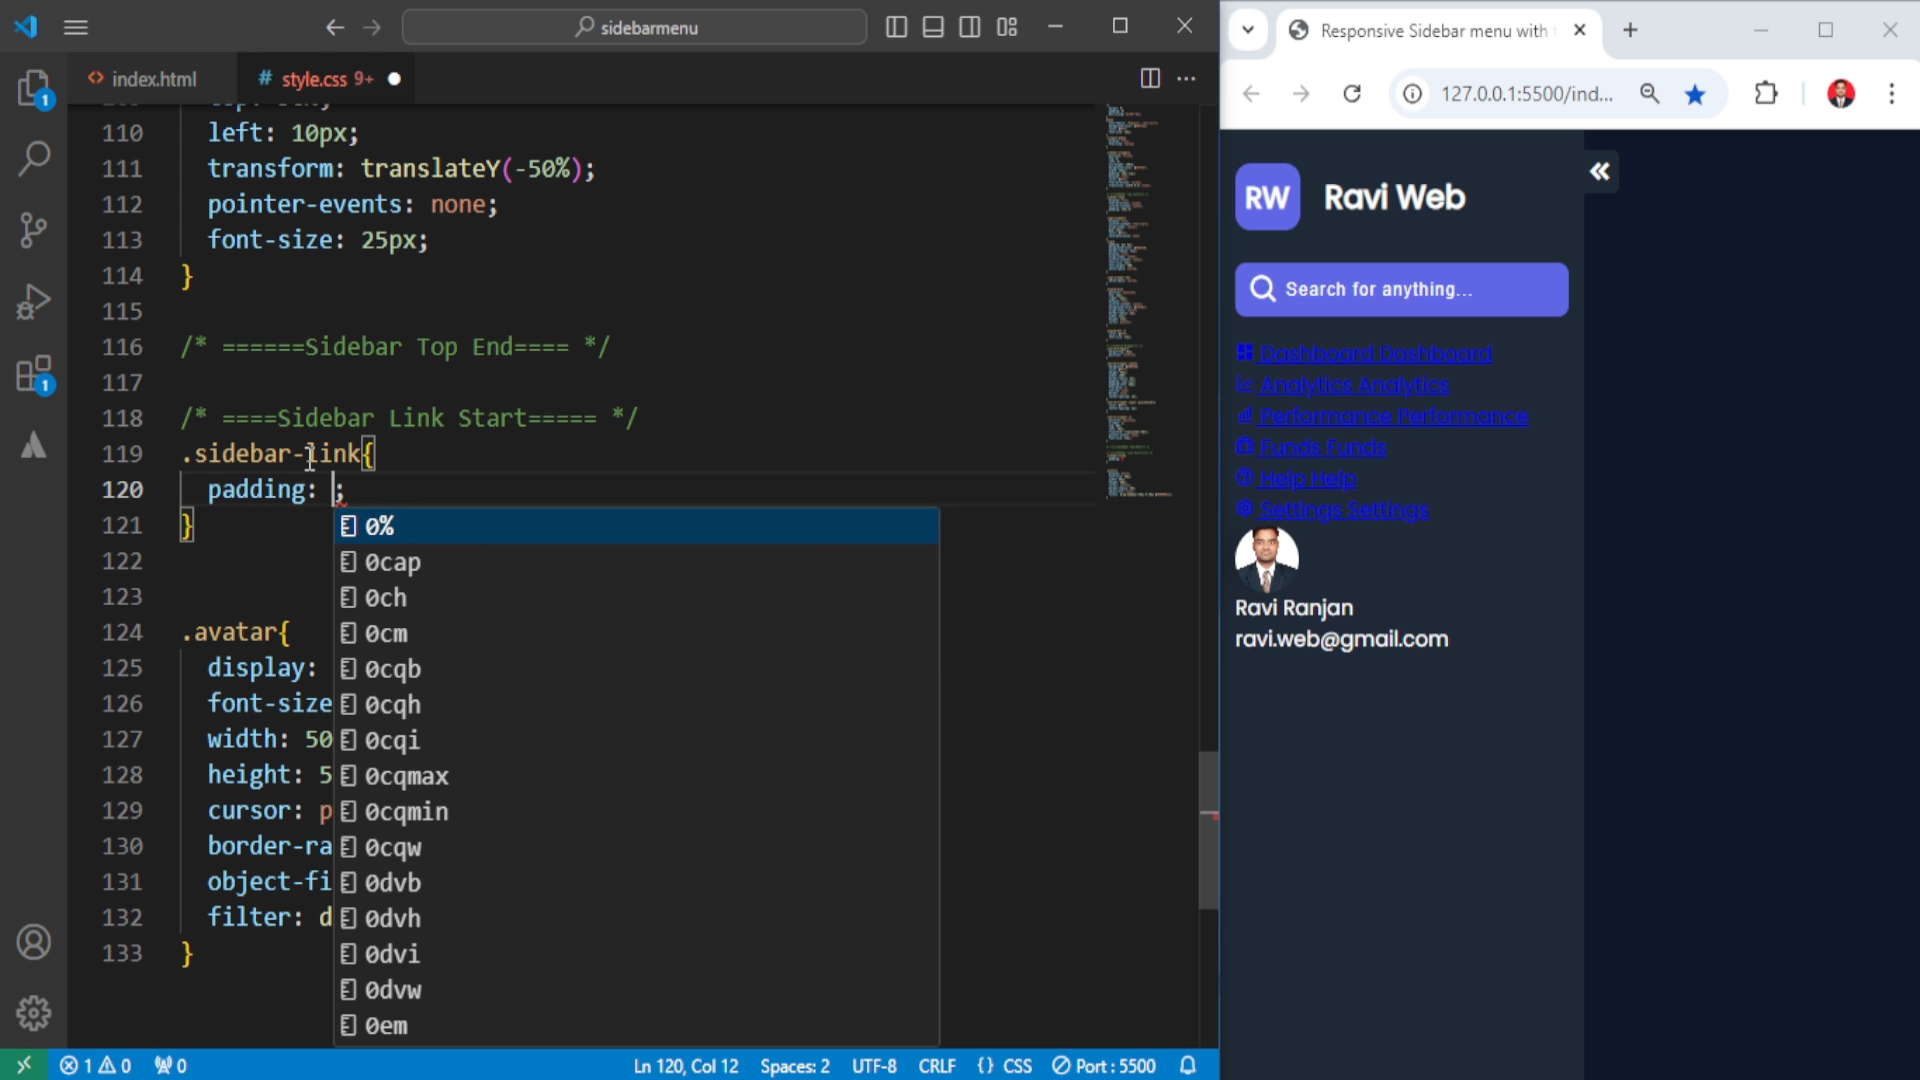 sidebarmenu
index.html
# style.css 9+
110 left: 10px;
111 transform: translateY(-50%);
112 pointer-events: none;
113 font-size: 25px;
114 }
115
116 /* ======Sidebar Top End==== */
117
118 /* ====Sidebar Link Start===== */
119 .sidebar-link{
120 padding: ;
121 }
122
123
124 .avatar{
125 display:
126 font-size
127 width: 50
128 height: 5
129 cursor: p
130 border-ra
131 object-fi
132 filter: d
133 }
0%
0cap
0ch
0cm
0cqb
0cqh
0cqi
0cqmax
0cqmin
0cqw
0dvb
0dvh
0dvi
0dvw
0em
1
1
1 0 0 Ln 120, Col 12 Spaces: 2 UTF-8 CRLF {} CSS Port : 5500
Responsive Sidebar menu with
127.0.0.1:5500/ind...
RW Ravi Web
Search for anything...
Dashboard Dashboard
Analytics Analytics
Performance Performance
Funds Funds
Help Help
Settings Settings
Ravi Ranjan
ravi.web@gmail.com